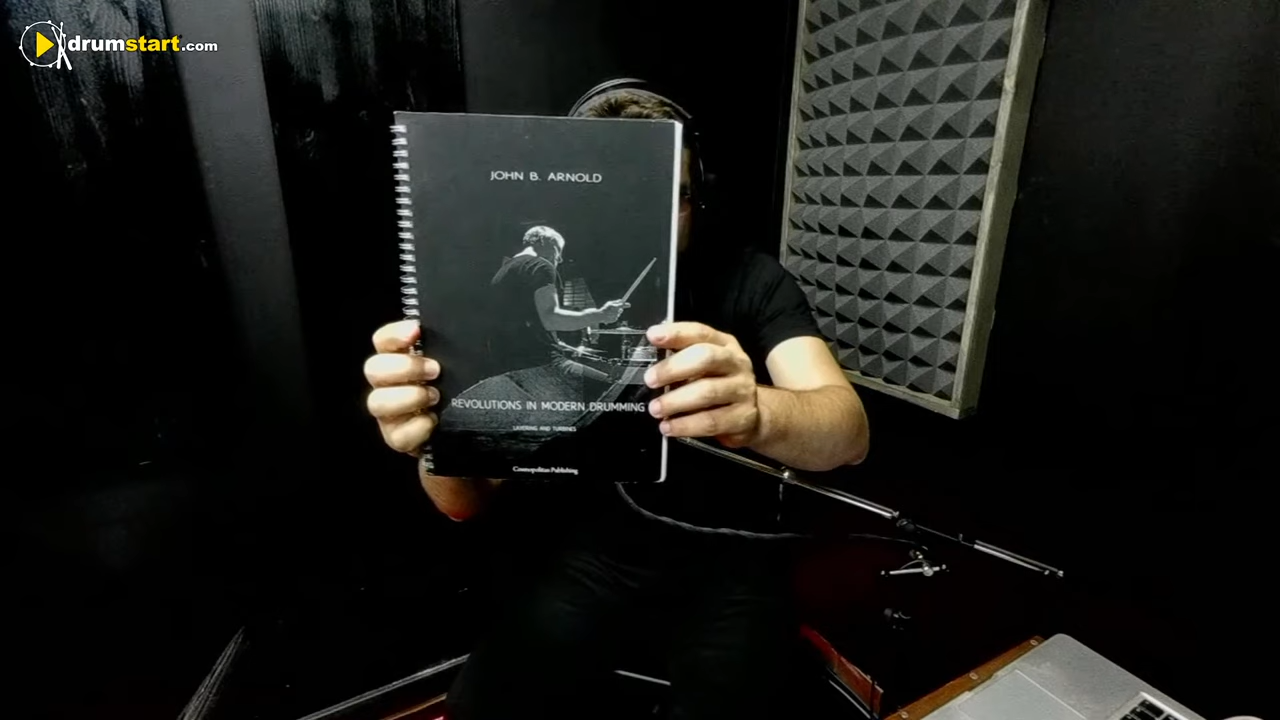 drumstart.com
JOHN B. ARNOLD
REVOLUTIONS IN MODERN DRUMMING
LAYERING AND TURBINES
Cosmopolitan Publishing